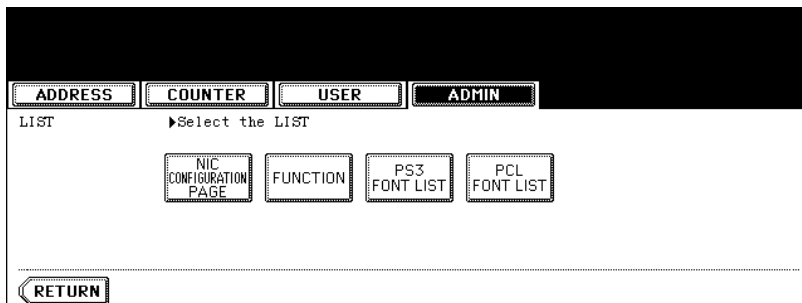 ADDRESS COUNTER USER ADMIN
LIST ▶Select the LIST
NIC
CONFIGURATION
PAGE
FUNCTION
PS3
FONT LIST
PCL
FONT LIST
RETURN